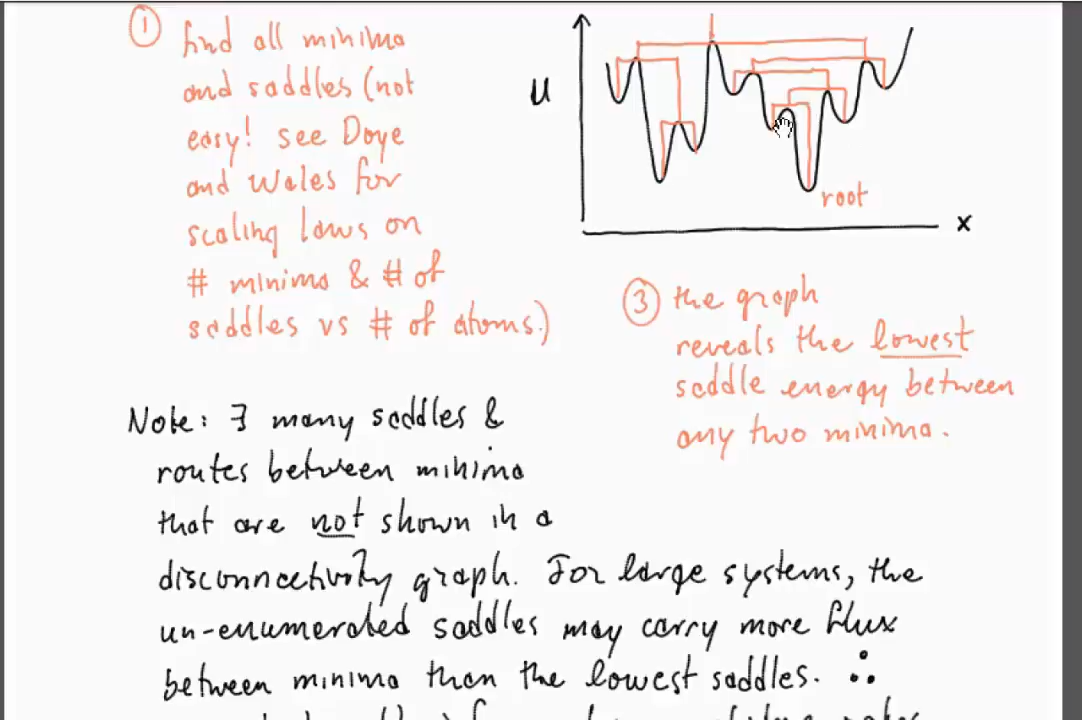 ① find all minima
and saddles (not
easy! see Doye
and Wales for
scaling laws on
# minima & # of
saddles vs # of atoms.)
U
root
x
③ the graph
reveals the lowest
saddle energy between
any two minima.
Note: ∃ many saddles &
routes between minima
that are not shown in a
disconnectivity graph. For large systems, the
un-enumerated saddles may carry more flux
between minima than the lowest saddles. ∴